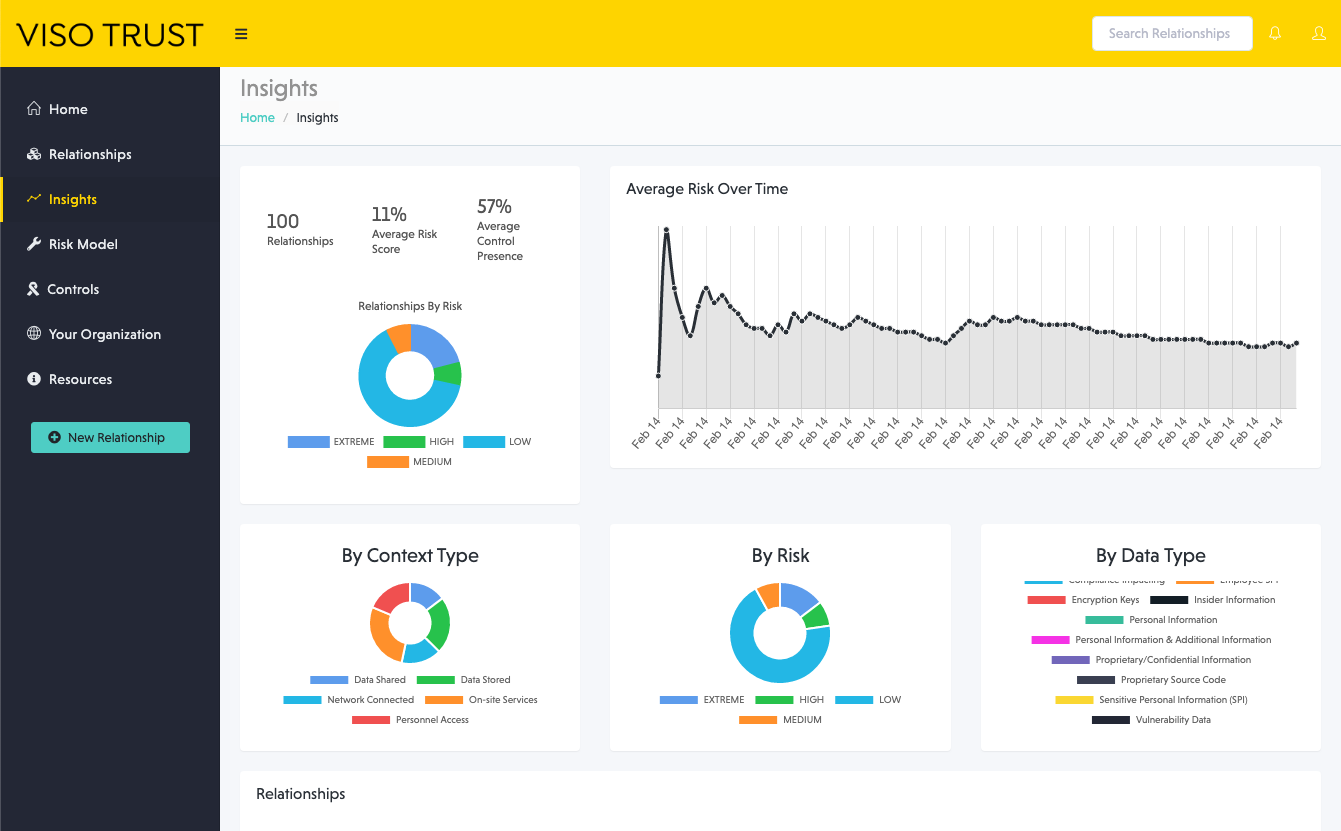 VISO TRUST
Search Relationships
Home
Relationships
Insights
Risk Model
Controls
Your Organization
Resources
New Relationship
Insights
Home / Insights
100
Relationships
11%
Average Risk
Score
57%
Average
Control
Presence
Relationships By Risk
EXTREME HIGH LOW
MEDIUM
Average Risk Over Time
Feb 14 Feb 14 Feb 14 Feb 14 Feb 14 Feb 14 Feb 14 Feb 14 Feb 14 Feb 14 Feb 14 Feb 14 Feb 14 Feb 14 Feb 14 Feb 14 Feb 14 Feb 14 Feb 14 Feb 14 Feb 14 Feb 14 Feb 14 Feb 14 Feb 14 Feb 14 Feb 14
By Context Type
Data Shared Data Stored
Network Connected On-site Services
Personnel Access
By Risk
EXTREME HIGH LOW
MEDIUM
By Data Type
Compliance Impacting Employee SPI
Encryption Keys Insider Information
Personal Information
Personal Information & Additional Information
Proprietary/Confidential Information
Proprietary Source Code
Sensitive Personal Information (SPI)
Vulnerability Data
Relationships